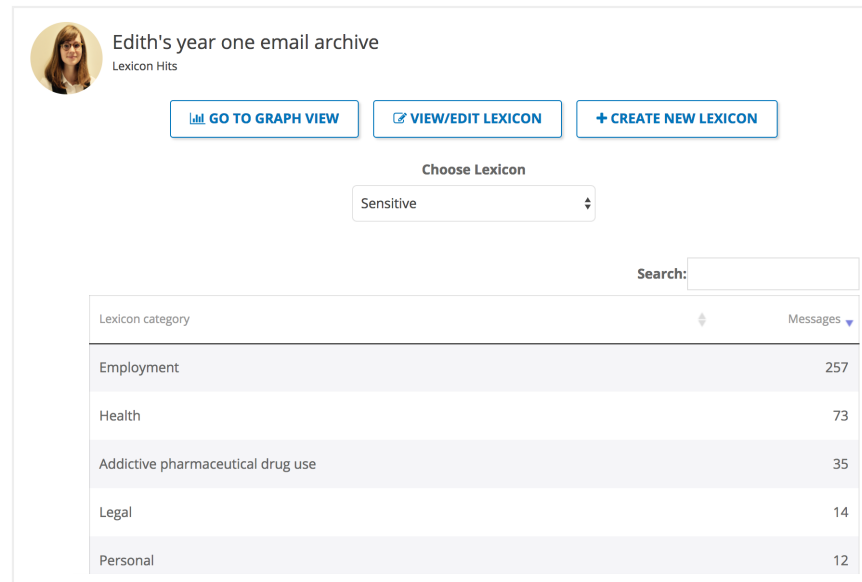 Edith's year one email archive
Lexicon Hits
GO TO GRAPH VIEW VIEW/EDIT LEXICON + CREATE NEW LEXICON
Choose Lexicon
Sensitive
Search:
Lexicon category Messages
Employment 257
Health 73
Addictive pharmaceutical drug use 35
Legal 14
Personal 12